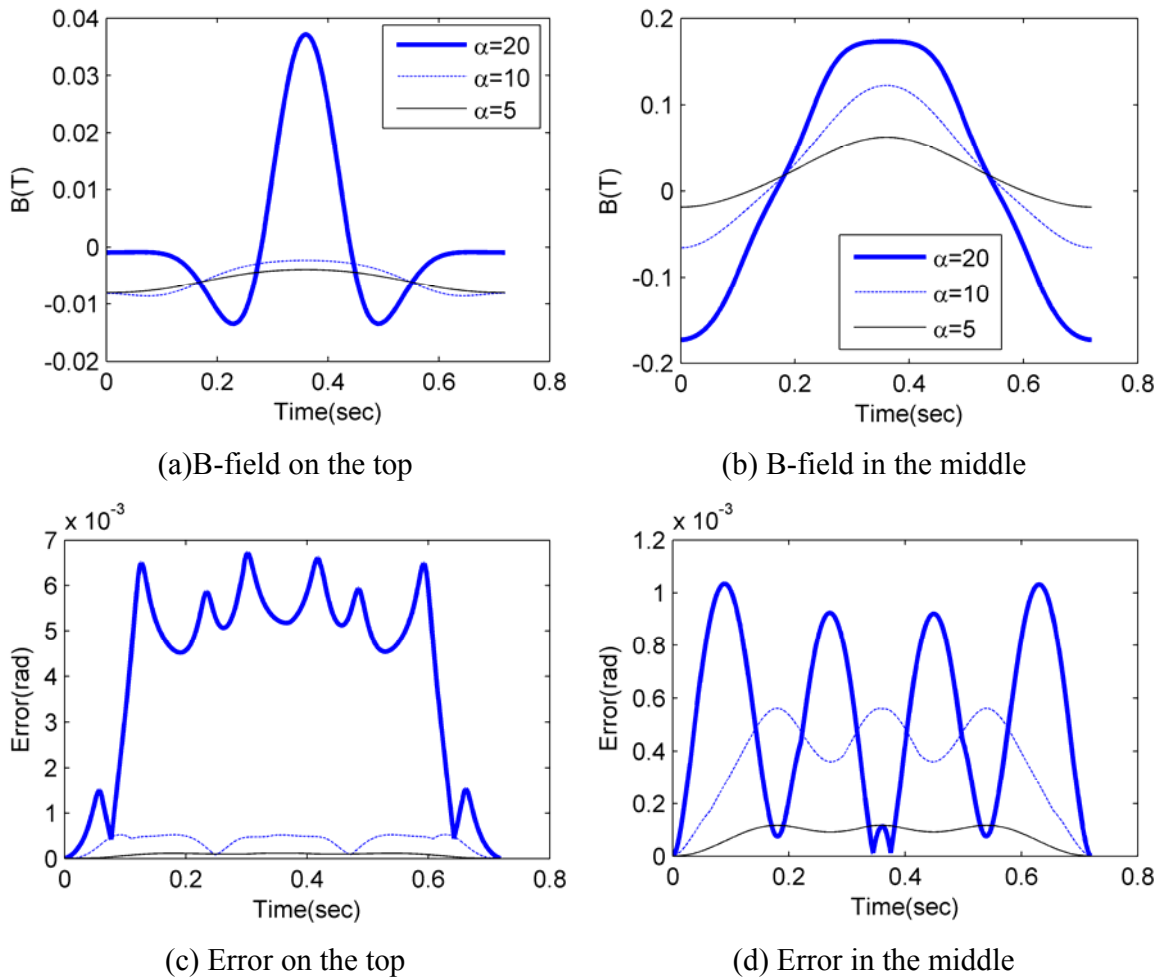 0.04
0.03
0.02
0.01
0
-0.01
-0.02
B(T)
α=20
α=10
α=5
0 0.2 0.4 0.6 0.8
Time(sec)
(a)B-field on the top
0.2
0.1
0
-0.1
-0.2
B(T)
α=20
α=10
α=5
0 0.2 0.4 0.6 0.8
Time(sec)
(b) B-field in the middle
x 10⁻³
7
6
5
4
3
2
1
0
Error(rad)
0 0.2 0.4 0.6 0.8
Time(sec)
(c) Error on the top
x 10⁻³
1.2
1
0.8
0.6
0.4
0.2
0
Error(rad)
0 0.2 0.4 0.6 0.8
Time(sec)
(d) Error in the middle